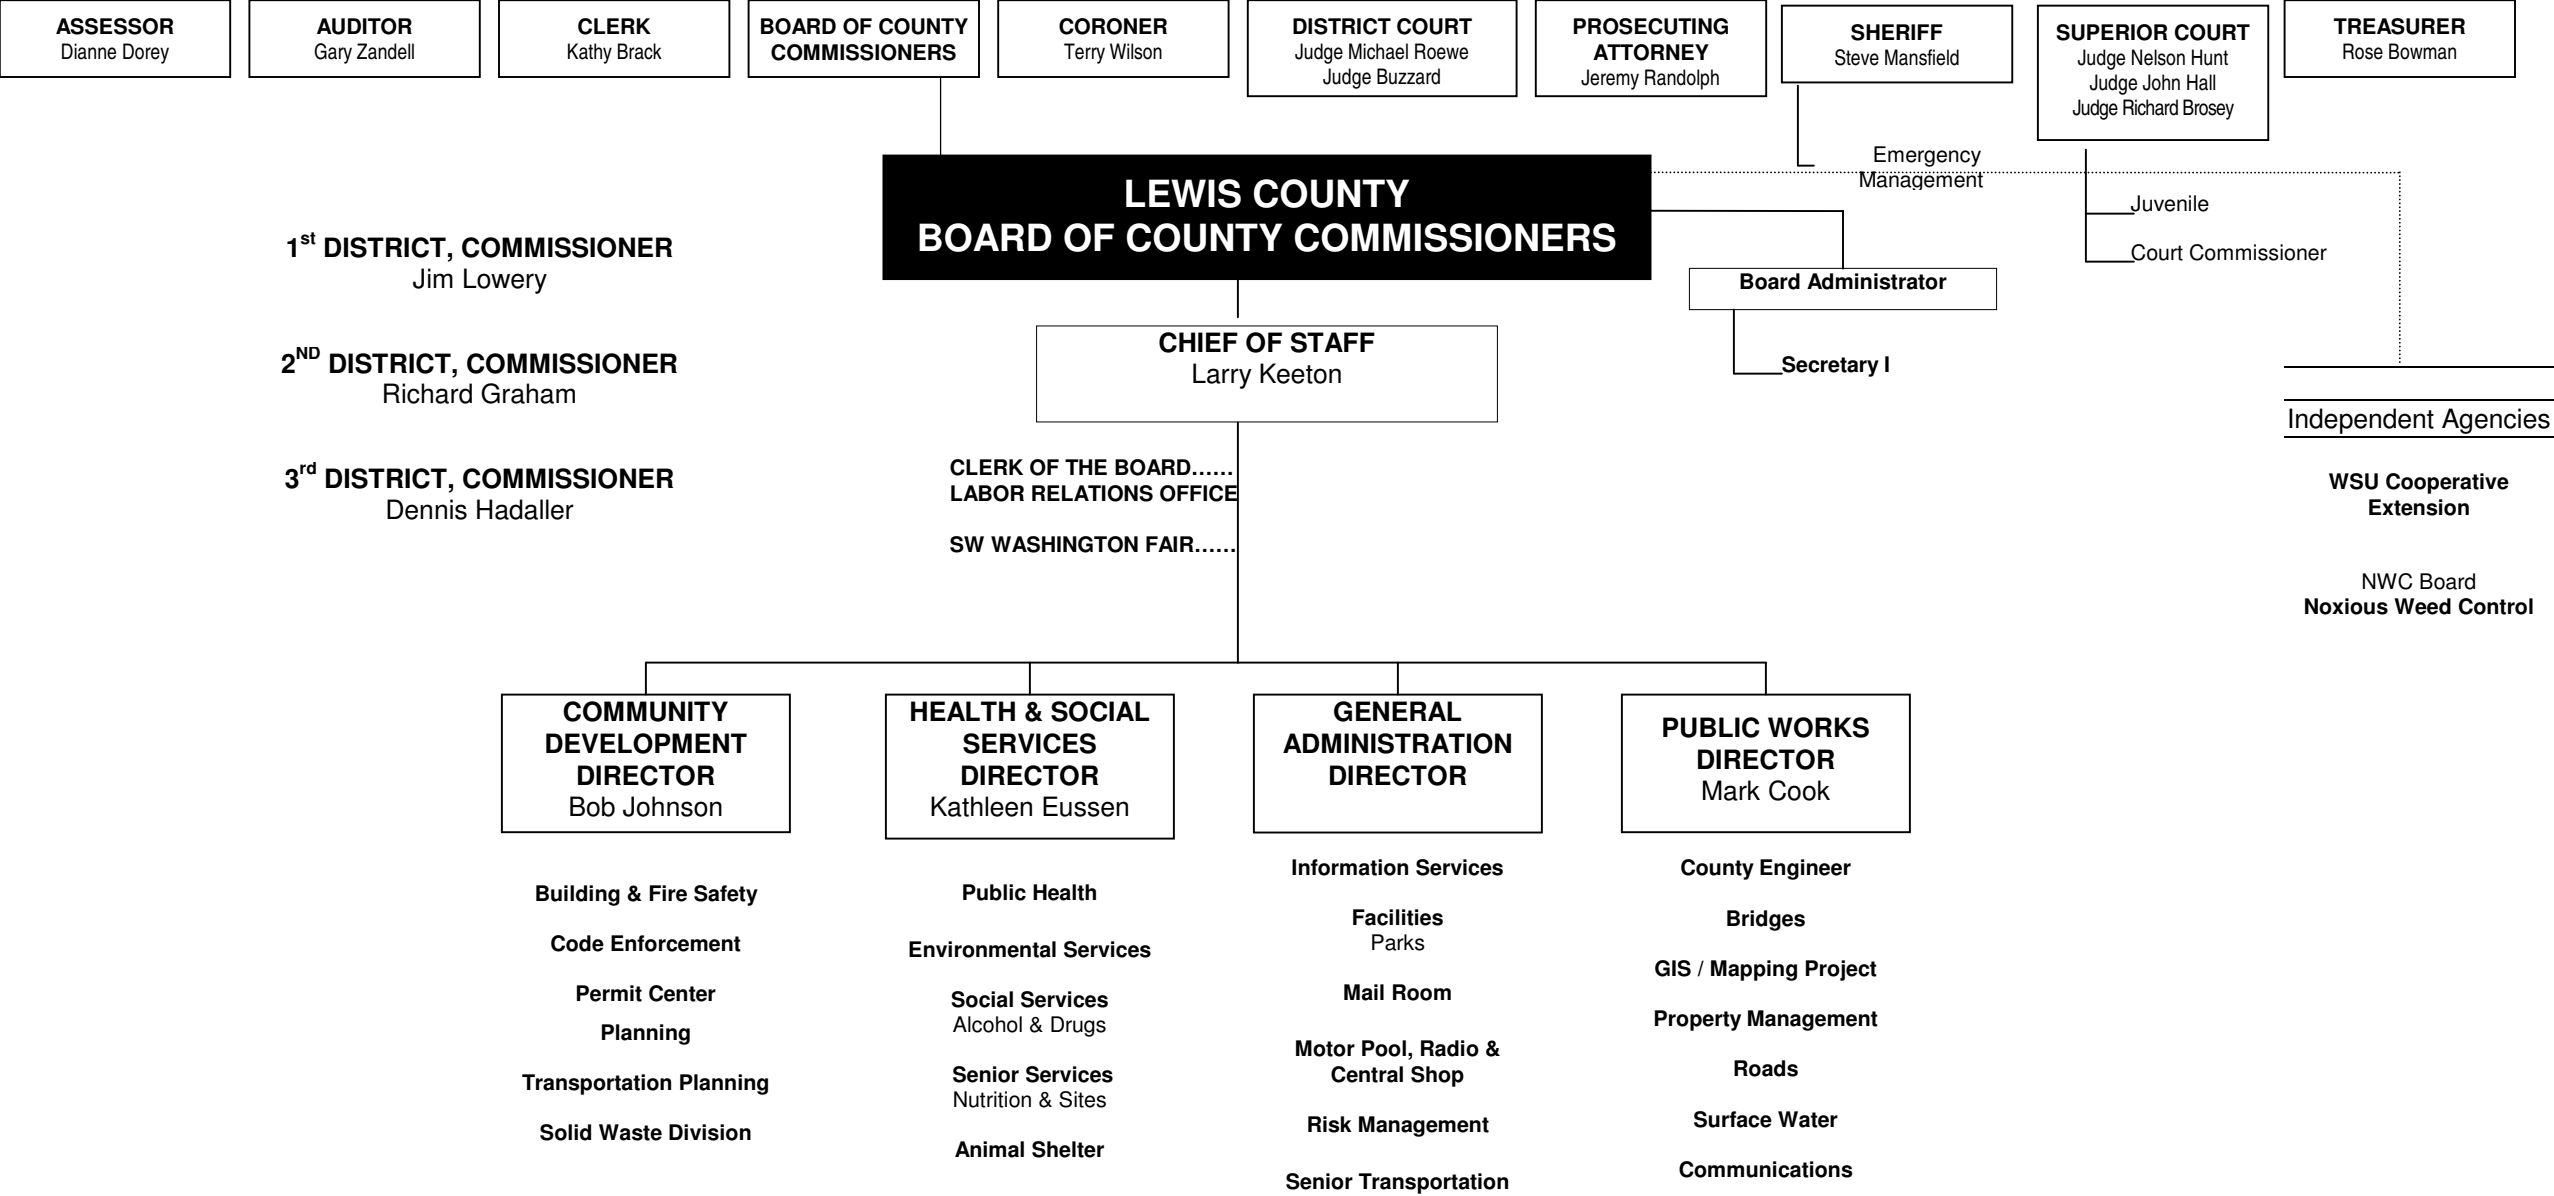 ASSESSOR
Dianne Dorey
AUDITOR
Gary Zandell
CLERK
Kathy Brack
BOARD OF COUNTY
COMMISSIONERS
CORONER
Terry Wilson
DISTRICT COURT
Judge Michael Roewe
Judge Buzzard
PROSECUTING
ATTORNEY
Jeremy Randolph
SHERIFF
Steve Mansfield
SUPERIOR COURT
Judge Nelson Hunt
Judge John Hall
Judge Richard Brosey
TREASURER
Rose Bowman
Emergency
Management
Juvenile
Court Commissioner
LEWIS COUNTY
BOARD OF COUNTY COMMISSIONERS
1st DISTRICT, COMMISSIONER
Jim Lowery
2ND DISTRICT, COMMISSIONER
Richard Graham
3rd DISTRICT, COMMISSIONER
Dennis Hadaller
Board Administrator
Secretary I
CHIEF OF STAFF
Larry Keeton
CLERK OF THE BOARD......
LABOR RELATIONS OFFICE
SW WASHINGTON FAIR......
Independent Agencies
WSU Cooperative
Extension
NWC Board
Noxious Weed Control
COMMUNITY
DEVELOPMENT
DIRECTOR
Bob Johnson
Building & Fire Safety
Code Enforcement
Permit Center
Planning
Transportation Planning
Solid Waste Division
HEALTH & SOCIAL
SERVICES
DIRECTOR
Kathleen Eussen
Public Health
Environmental Services
Social Services
Alcohol & Drugs
Senior Services
Nutrition & Sites
Animal Shelter
GENERAL
ADMINISTRATION
DIRECTOR
Information Services
Facilities
Parks
Mail Room
Motor Pool, Radio &
Central Shop
Risk Management
Senior Transportation
PUBLIC WORKS
DIRECTOR
Mark Cook
County Engineer
Bridges
GIS / Mapping Project
Property Management
Roads
Surface Water
Communications